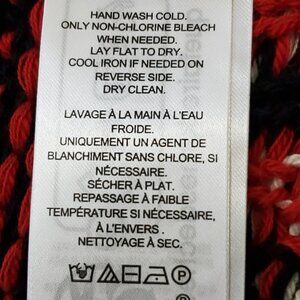 HAND WASH COLD.
ONLY NON-CHLORINE BLEACH
WHEN NEEDED.
LAY FLAT TO DRY.
COOL IRON IF NEEDED ON
REVERSE SIDE.
DRY CLEAN.
LAVAGE À LA MAIN À L'EAU
FROIDE.
UNIQUEMENT UN AGENT DE
BLANCHIMENT SANS CHLORE, SI
NÉCESSAIRE.
SÉCHER À PLAT.
REPASSAGE À FAIBLE
TEMPÉRATURE SI NÉCESSAIRE,
À L'ENVERS .
NETTOYAGE À SEC.